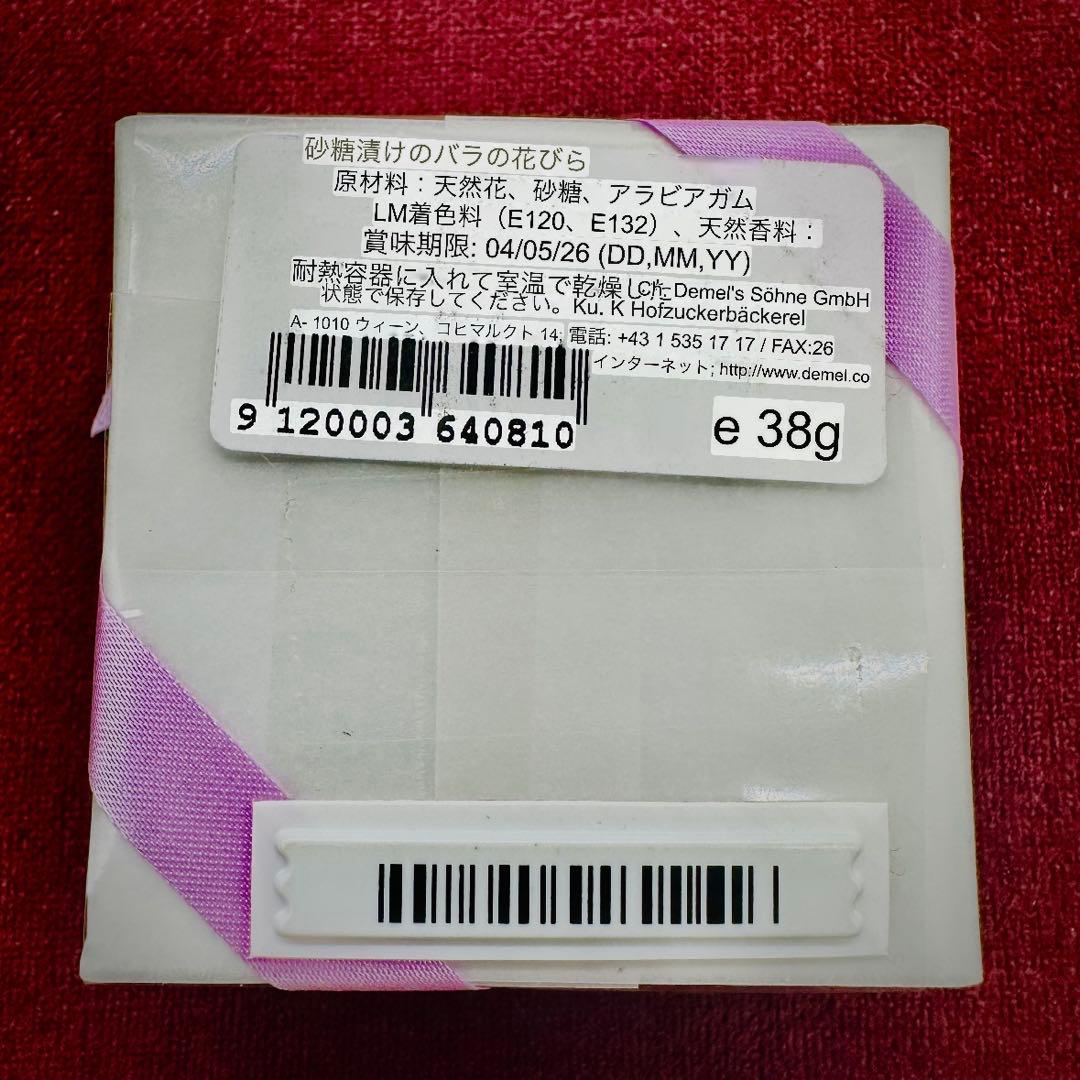 砂糖漬けのバラの花びら
原材料：天然花、砂糖、アラビアガム
LM着色料（E120、E132）、天然香料：
賞味期限: 04/05/26 (DD,MM,YY)
耐熱容器に入れて室温で乾燥した
Ch. Demel's Söhne GmbH
状態で保存してください。Ku. K Hofzuckerbäckerel
A- 1010 ウィーン、コヒマルクト 14; 電話: +43 1 535 17 17 / FAX:26
インターネット; http://www.demel.co
9 120003 640810
e 38g